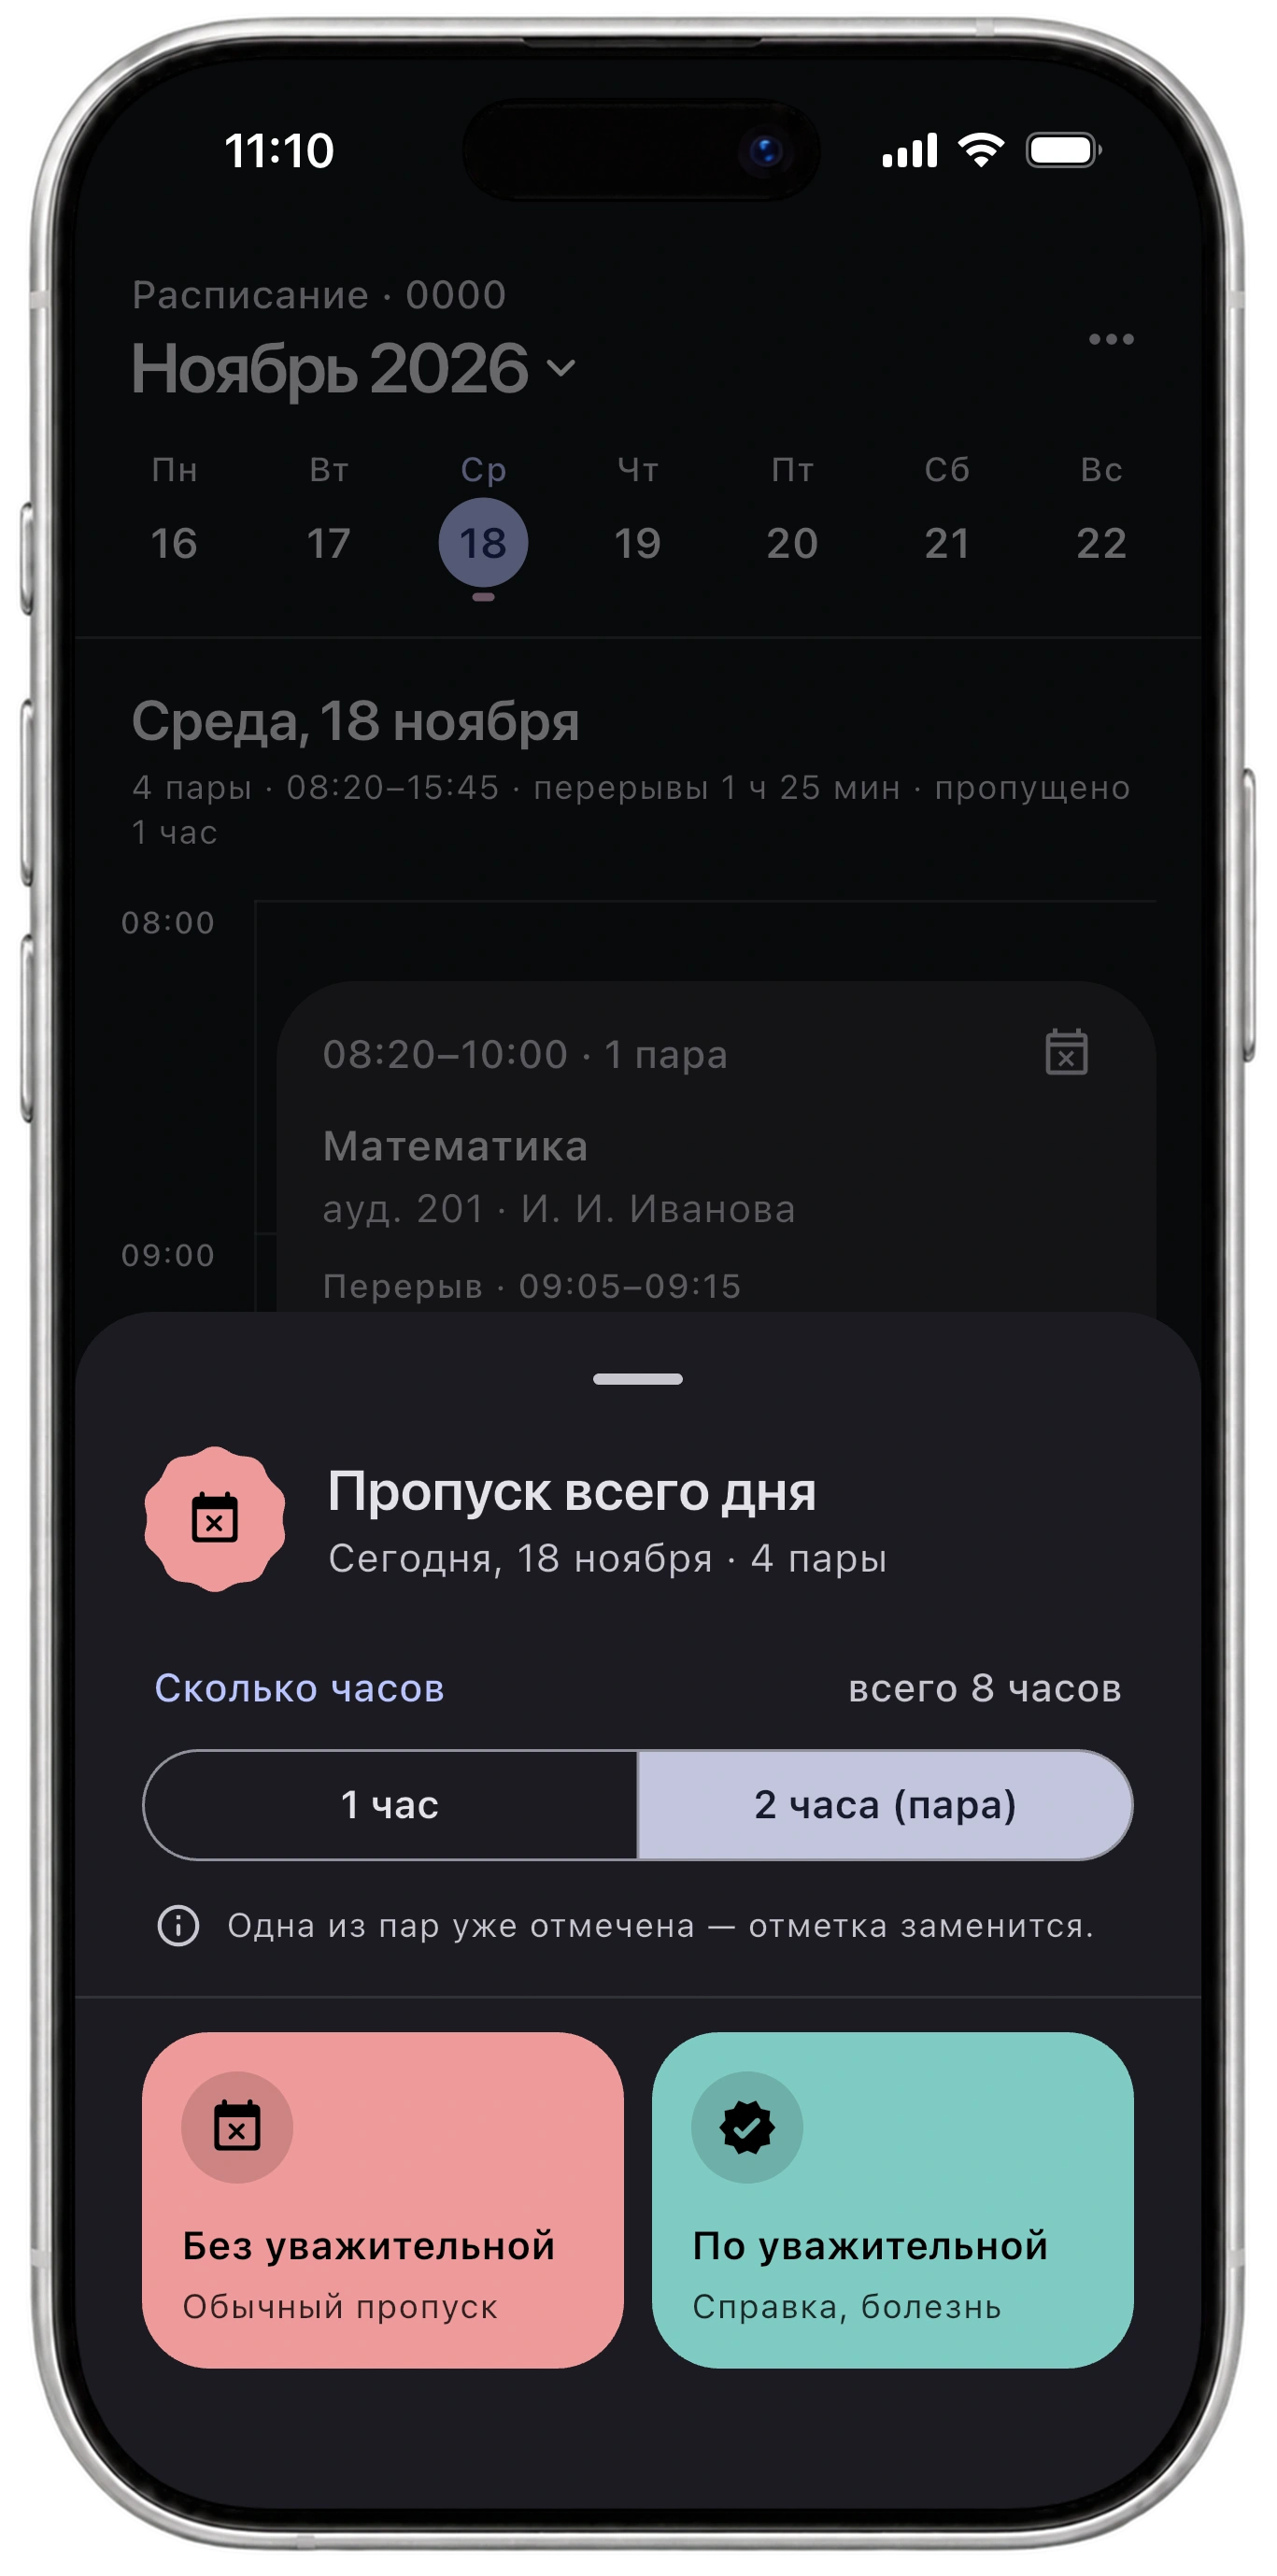 11:10
Расписание · 0000
Ноябрь 2026
Пн Вт Ср Чт Пт Сб Вс
16 17 18 19 20 21 22
Среда, 18 ноября
4 пары · 08:20–15:45 · перерывы 1 ч 25 мин · пропущено
1 час
08:00
08:20–10:00 · 1 пара
Математика
ауд. 201 · И. И. Иванова
09:00
Перерыв · 09:05–09:15
Пропуск всего дня
Сегодня, 18 ноября · 4 пары
Сколько часов
всего 8 часов
1 час
2 часа (пара)
Одна из пар уже отмечена — отметка заменится.
Без уважительной
Обычный пропуск
По уважительной
Справка, болезнь